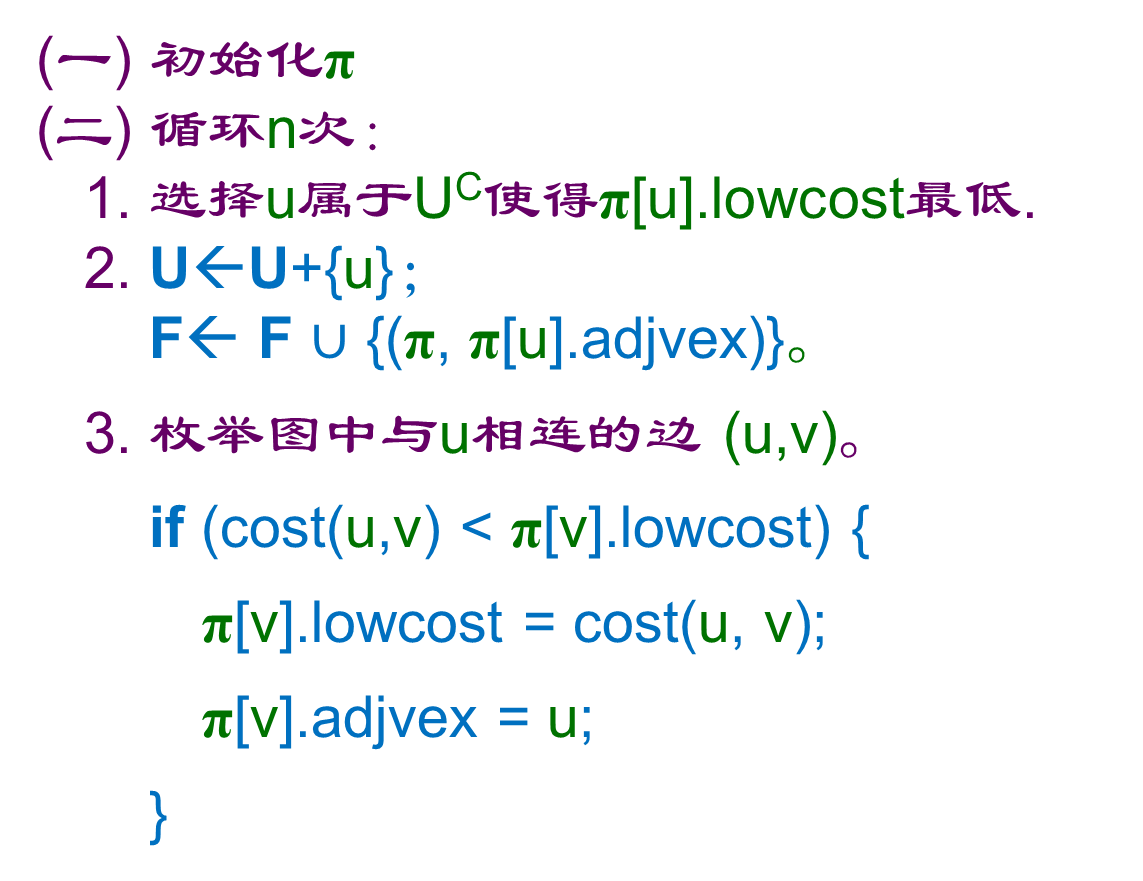 (一) 初始化π
(二) 循环n次：
1. 选择u属于Uᶜ使得π[u].lowcost最低.
2. U←U+{u}；
F← F ∪ {(π, π[u].adjvex)}。
3. 枚举图中与u相连的边 (u,v)。
if (cost(u,v) < π[v].lowcost) {
π[v].lowcost = cost(u, v);
π[v].adjvex = u;
}